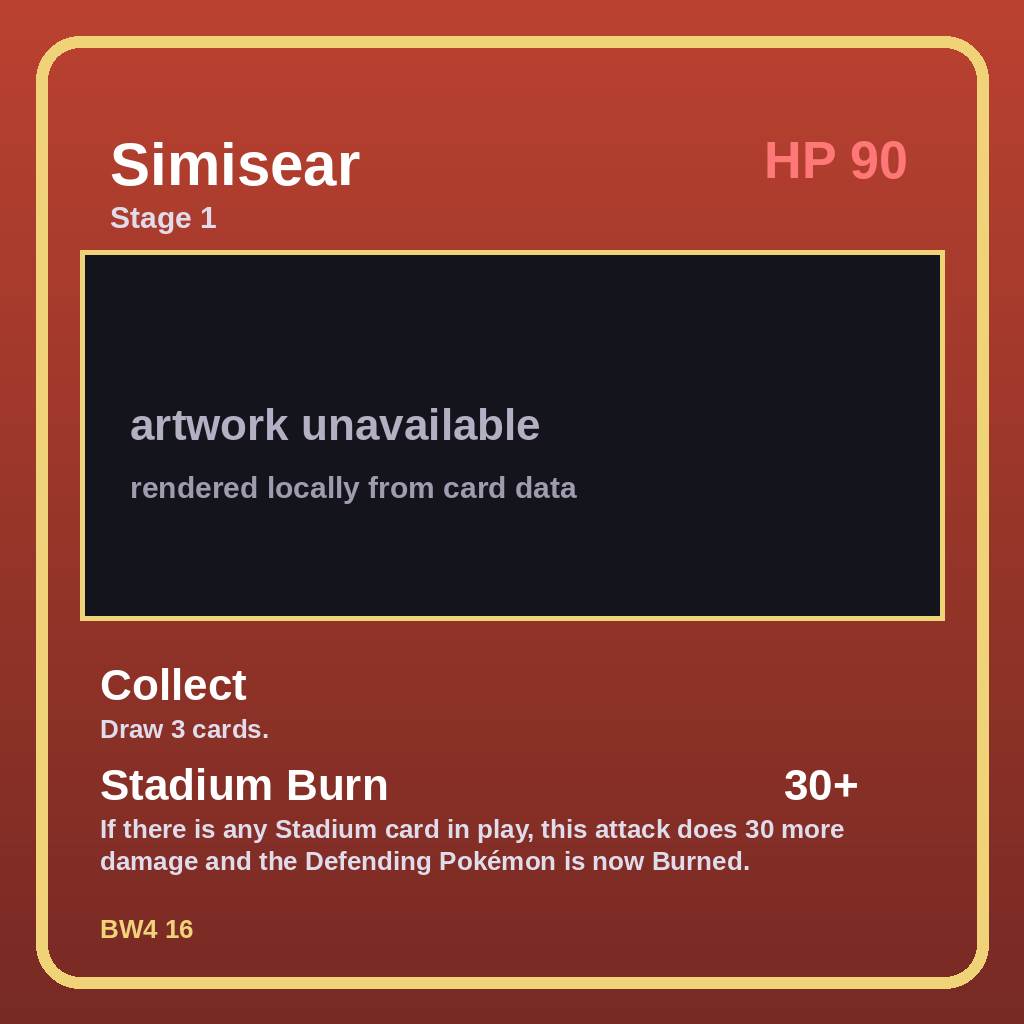 Simisear
HP 90
Stage 1
artwork unavailable
rendered locally from card data
Collect
Draw 3 cards.
Stadium Burn
30+
If there is any Stadium card in play, this attack does 30 more
damage and the Defending Pokémon is now Burned.
BW4 16